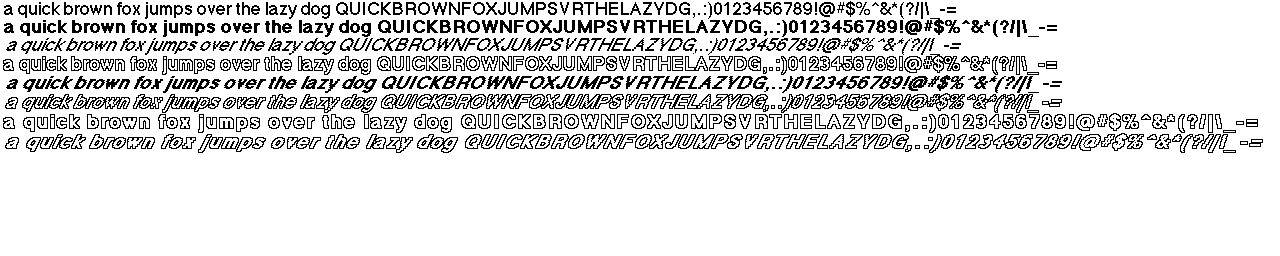 a quick brown fox jumps over the lazy dog QUICKBROWNFOXJUMPSVRTHELAZYDG,.:)0123456789!@#$%^&*(?/|\_-=
a quick brown fox jumps over the lazy dog QUICKBROWNFOXJUMPSVRTHELAZYDG,.:)0123456789!@#$%^&*(?/|\_-=
a quick brown fox jumps over the lazy dog QUICKBROWNFOXJUMPSVRTHELAZYDG,.:)0123456789!@#$%^&*(?/|\_-=
a quick brown fox jumps over the lazy dog QUICKBROWNFOXJUMPSVRTHELAZYDG,.:)0123456789!@#$%^&*(?/|\_-=
a quick brown fox jumps over the lazy dog QUICKBROWNFOXJUMPSVRTHELAZYDG,.:)0123456789!@#$%^&*(?/|\_-=
a quick brown fox jumps over the lazy dog QUICKBROWNFOXJUMPSVRTHELAZYDG,.:)0123456789!@#$%^&*(?/|\_-=
a quick brown fox jumps over the lazy dog QUICKBROWNFOXJUMPSVRTHELAZYDG,.:)0123456789!@#$%^&*(?/|\_-=
a quick brown fox jumps over the lazy dog QUICKBROWNFOXJUMPSVRTHELAZYDG,.:)0123456789!@#$%^&*(?/|\_-=